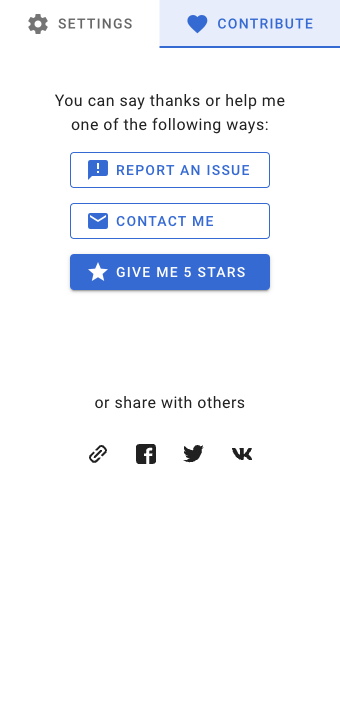 SETTINGS
CONTRIBUTE
You can say thanks or help me
one of the following ways:
REPORT AN ISSUE
CONTACT ME
GIVE ME 5 STARS
or share with others